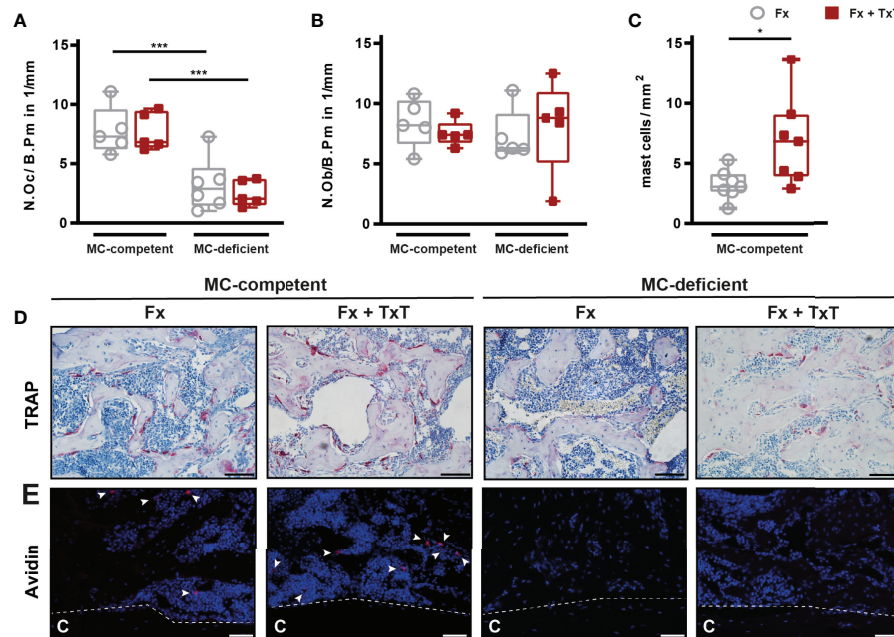 A
B
C
Fx
Fx + TxT
15
10
5
0
N.Oc/ B.Pm in 1/mm
***
***
MC-competent
MC-deficient
15
10
5
0
N.Ob/B.Pm in 1/mm
MC-competent
MC-deficient
15
10
5
0
mast cells / mm²
*
MC-competent
MC-competent
MC-deficient
D
Fx
Fx + TxT
Fx
Fx + TxT
TRAP
E
Avidin
C
C
C
C